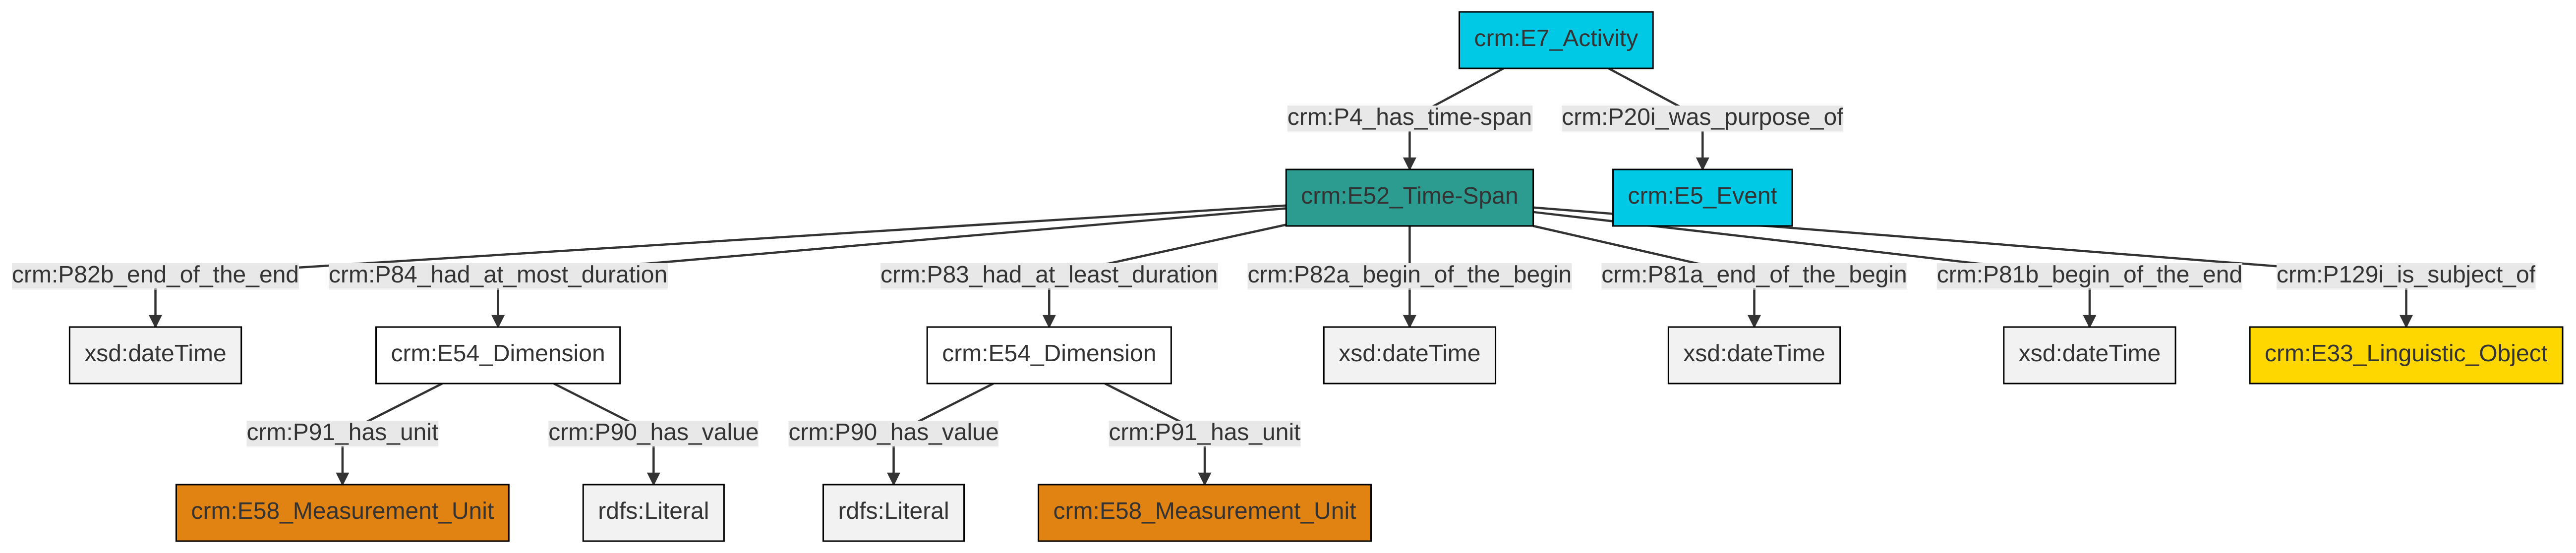 crm:E7_Activity
crm:P4_has_time-span
crm:P20i_was_purpose_of
crm:E52_Time-Span
crm:E5_Event
crm:P82b_end_of_the_end
crm:P84_had_at_most_duration
crm:P83_had_at_least_duration
crm:P82a_begin_of_the_begin
crm:P81a_end_of_the_begin
crm:P81b_begin_of_the_end
crm:P129i_is_subject_of
xsd:dateTime
crm:E54_Dimension
crm:E54_Dimension
xsd:dateTime
xsd:dateTime
xsd:dateTime
crm:E33_Linguistic_Object
crm:P91_has_unit
crm:P90_has_value
crm:P90_has_value
crm:P91_has_unit
crm:E58_Measurement_Unit
rdfs:Literal
rdfs:Literal
crm:E58_Measurement_Unit